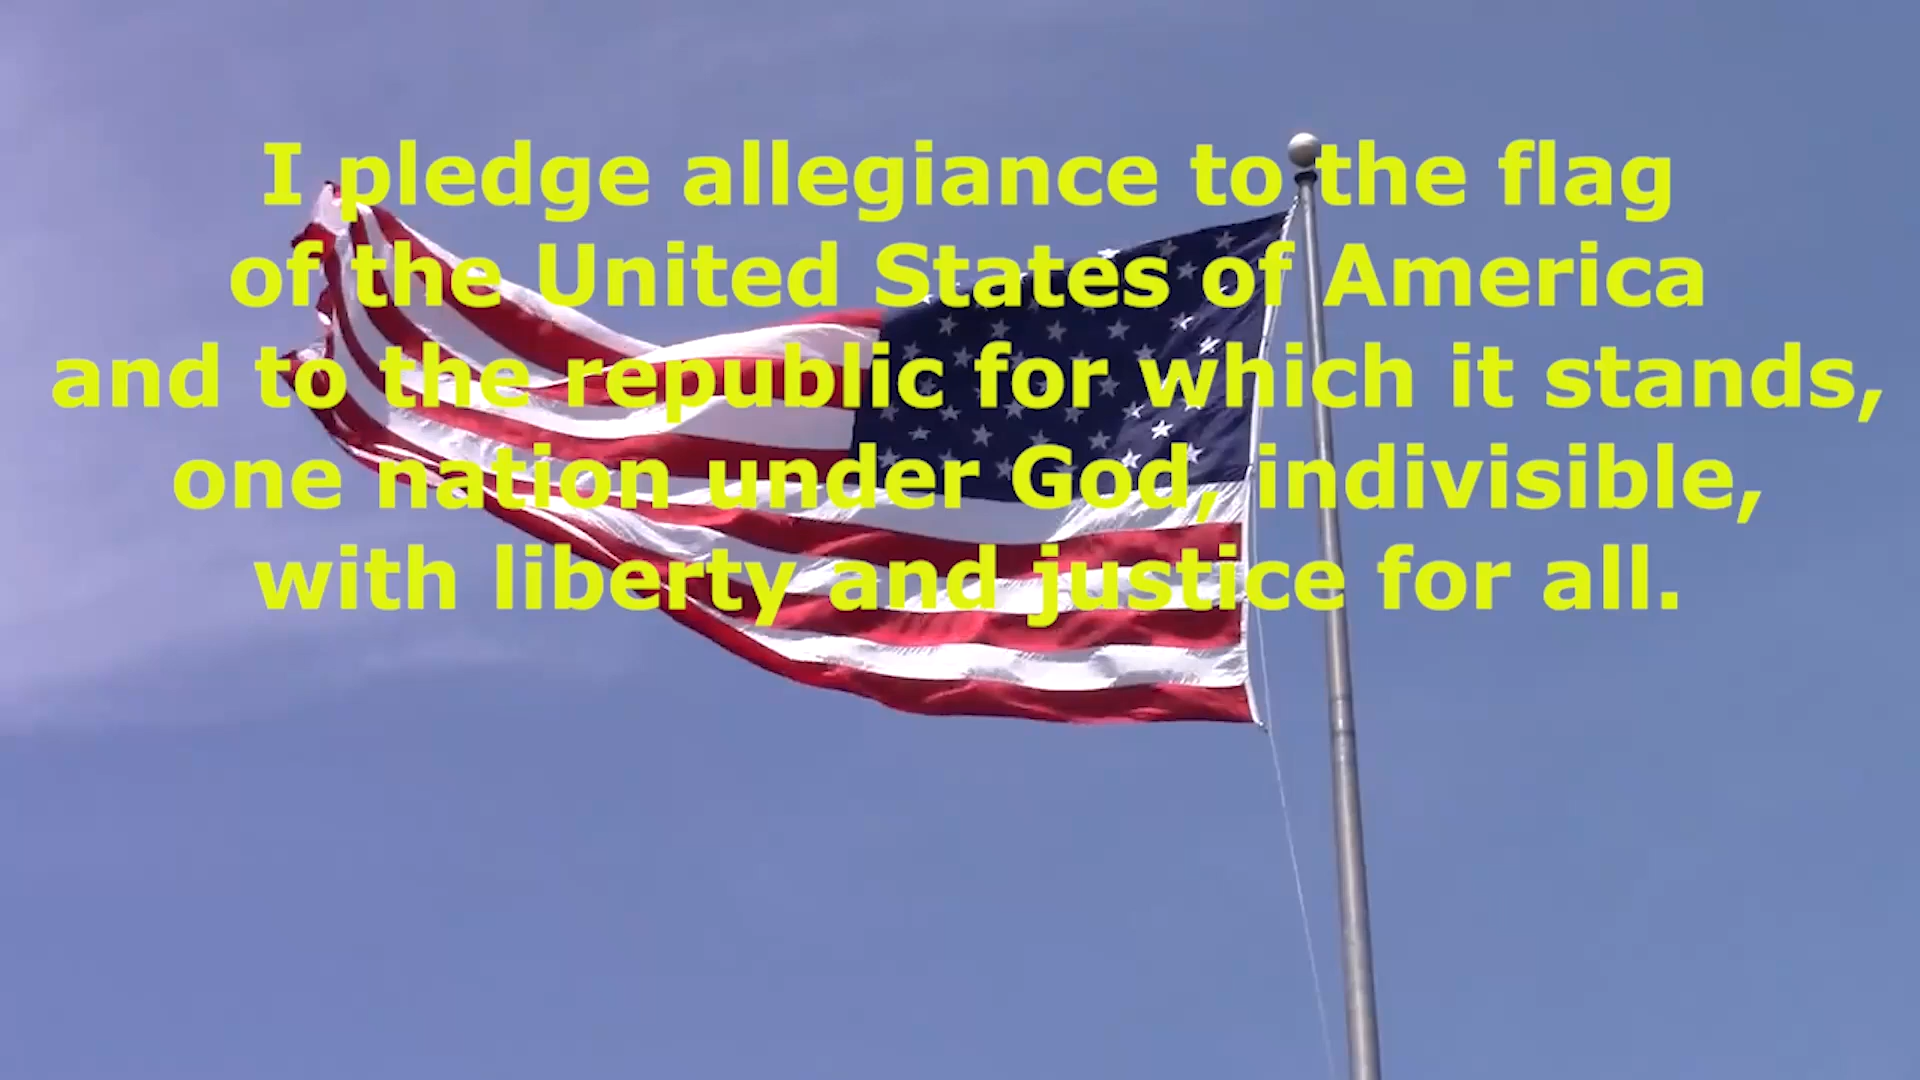 I pledge allegiance to the flag
of the United States of America
and to the republic for which it stands,
one nation under God, indivisible,
with liberty and justice for all.